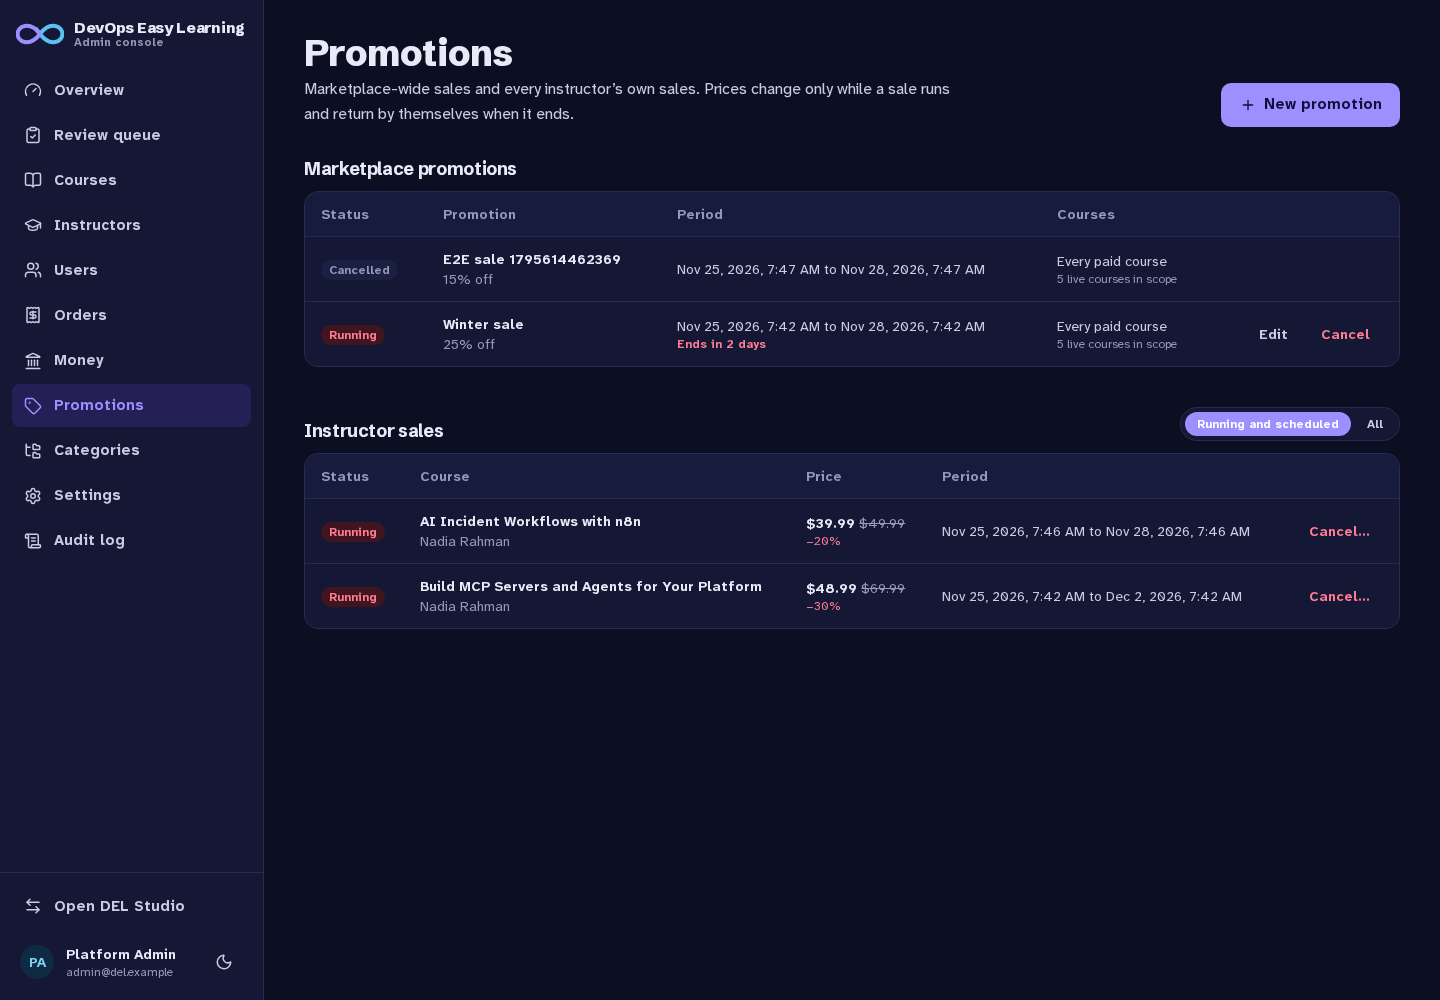 DevOps Easy Learning
Admin console
Overview
Review queue
Courses
Instructors
Users
Orders
Money
Promotions
Categories
Settings
Audit log
Open DEL Studio
PA
Platform Admin
admin@del.example
Promotions
Marketplace-wide sales and every instructor’s own sales. Prices change only while a sale runs
and return by themselves when it ends.
New promotion
Marketplace promotions
Status Promotion Period Courses
Cancelled
E2E sale 1795614462369
15% off
Nov 25, 2026, 7:47 AM to Nov 28, 2026, 7:47 AM
Every paid course
5 live courses in scope
Running
Winter sale
25% off
Nov 25, 2026, 7:42 AM to Nov 28, 2026, 7:42 AM
Ends in 2 days
Every paid course
5 live courses in scope
Edit
Cancel
Instructor sales
Running and scheduled
All
Status Course Price Period
Running
AI Incident Workflows with n8n
Nadia Rahman
$39.99 $49.99
−20%
Nov 25, 2026, 7:46 AM to Nov 28, 2026, 7:46 AM
Cancel…
Running
Build MCP Servers and Agents for Your Platform
Nadia Rahman
$48.99 $69.99
−30%
Nov 25, 2026, 7:42 AM to Dec 2, 2026, 7:42 AM
Cancel…